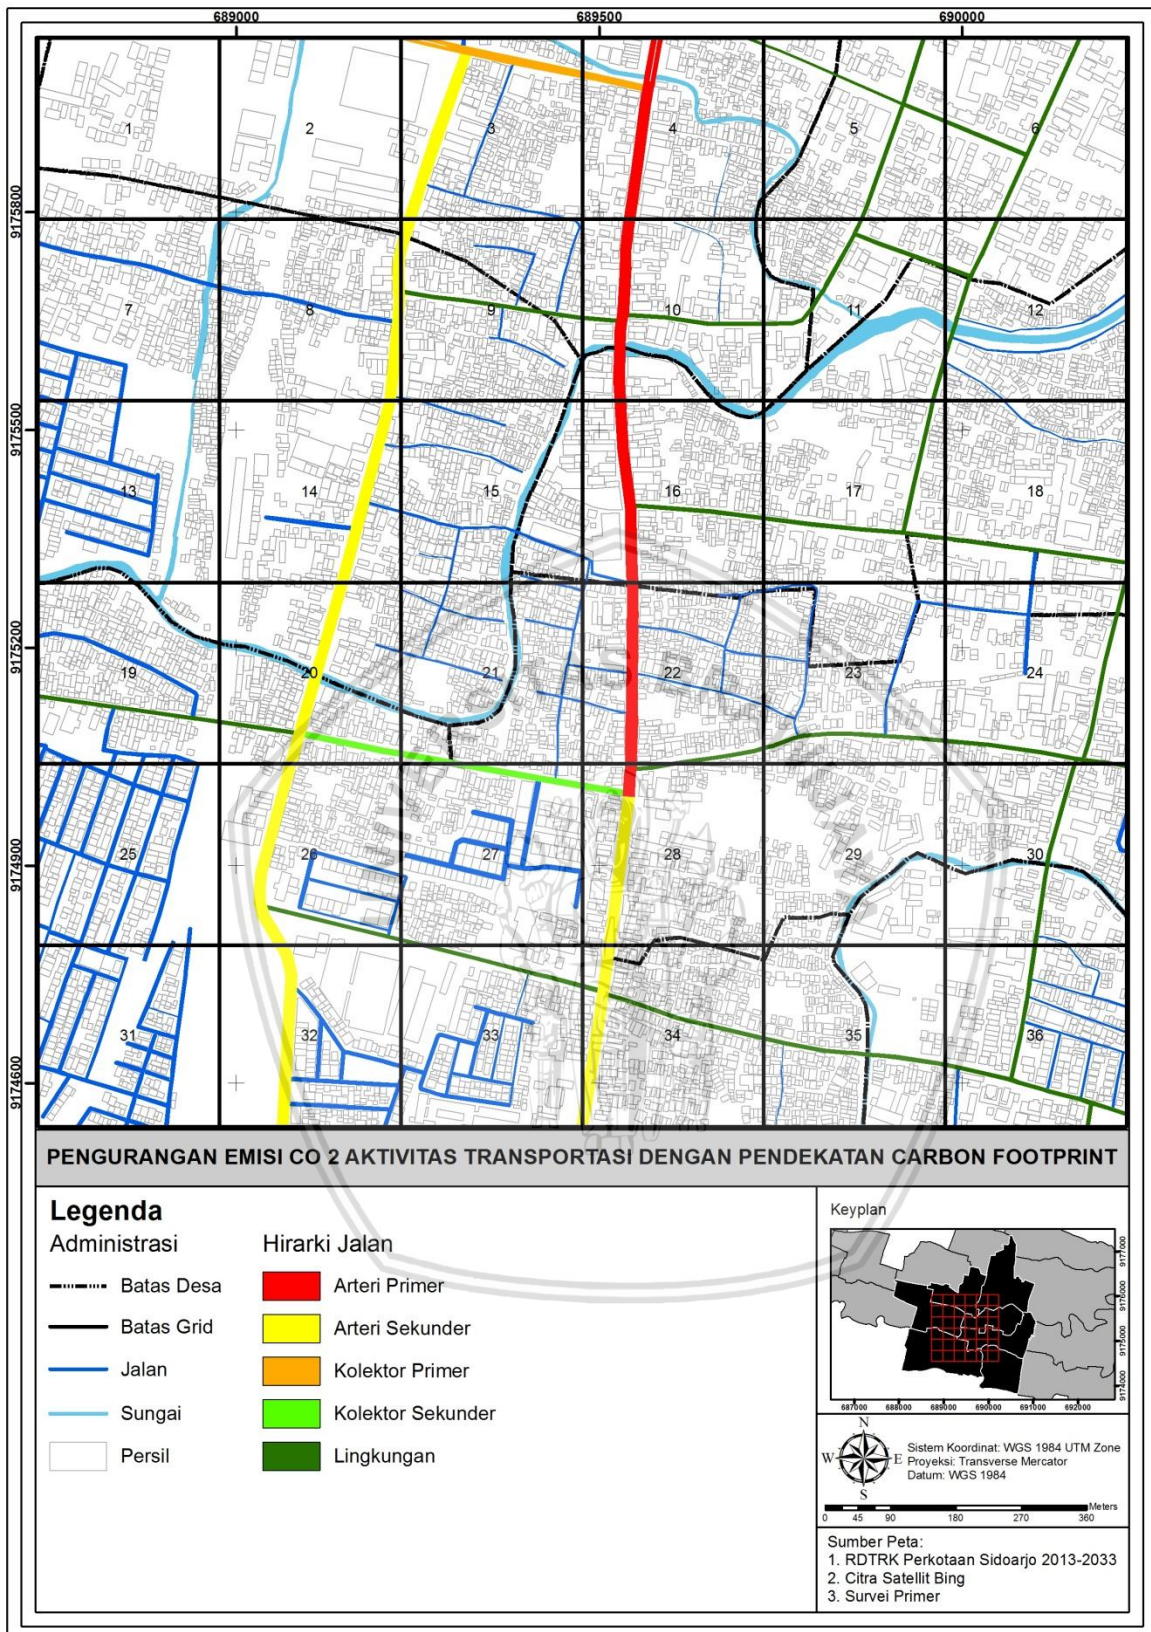 689000 689500 690000
9175800
9175500
9175200
9174900
9174600
1 2 3 4 5 6
7 8 9 10 11 12
13 14 15 16 17 18
19 20 21 22 23 24
25 26 27 28 29 30
31 32 33 34 35 36
PENGURANGAN EMISI CO 2 AKTIVITAS TRANSPORTASI DENGAN PENDEKATAN CARBON FOOTPRINT
Legenda
Administrasi
Batas Desa
Batas Grid
Jalan
Sungai
Persil
Hirarki Jalan
Arteri Primer
Arteri Sekunder
Kolektor Primer
Kolektor Sekunder
Lingkungan
Keyplan
9177000
9176000
9175000
9174000
687000 688000 689000 690000 691000 692000
N
W E
S
Sistem Koordinat: WGS 1984 UTM Zone
Proyeksi: Transverse Mercator
Datum: WGS 1984
Meters
0 45 90 180 270 360
Sumber Peta:
1. RDTRK Perkotaan Sidoarjo 2013-2033
2. Citra Satellit Bing
3. Survei Primer